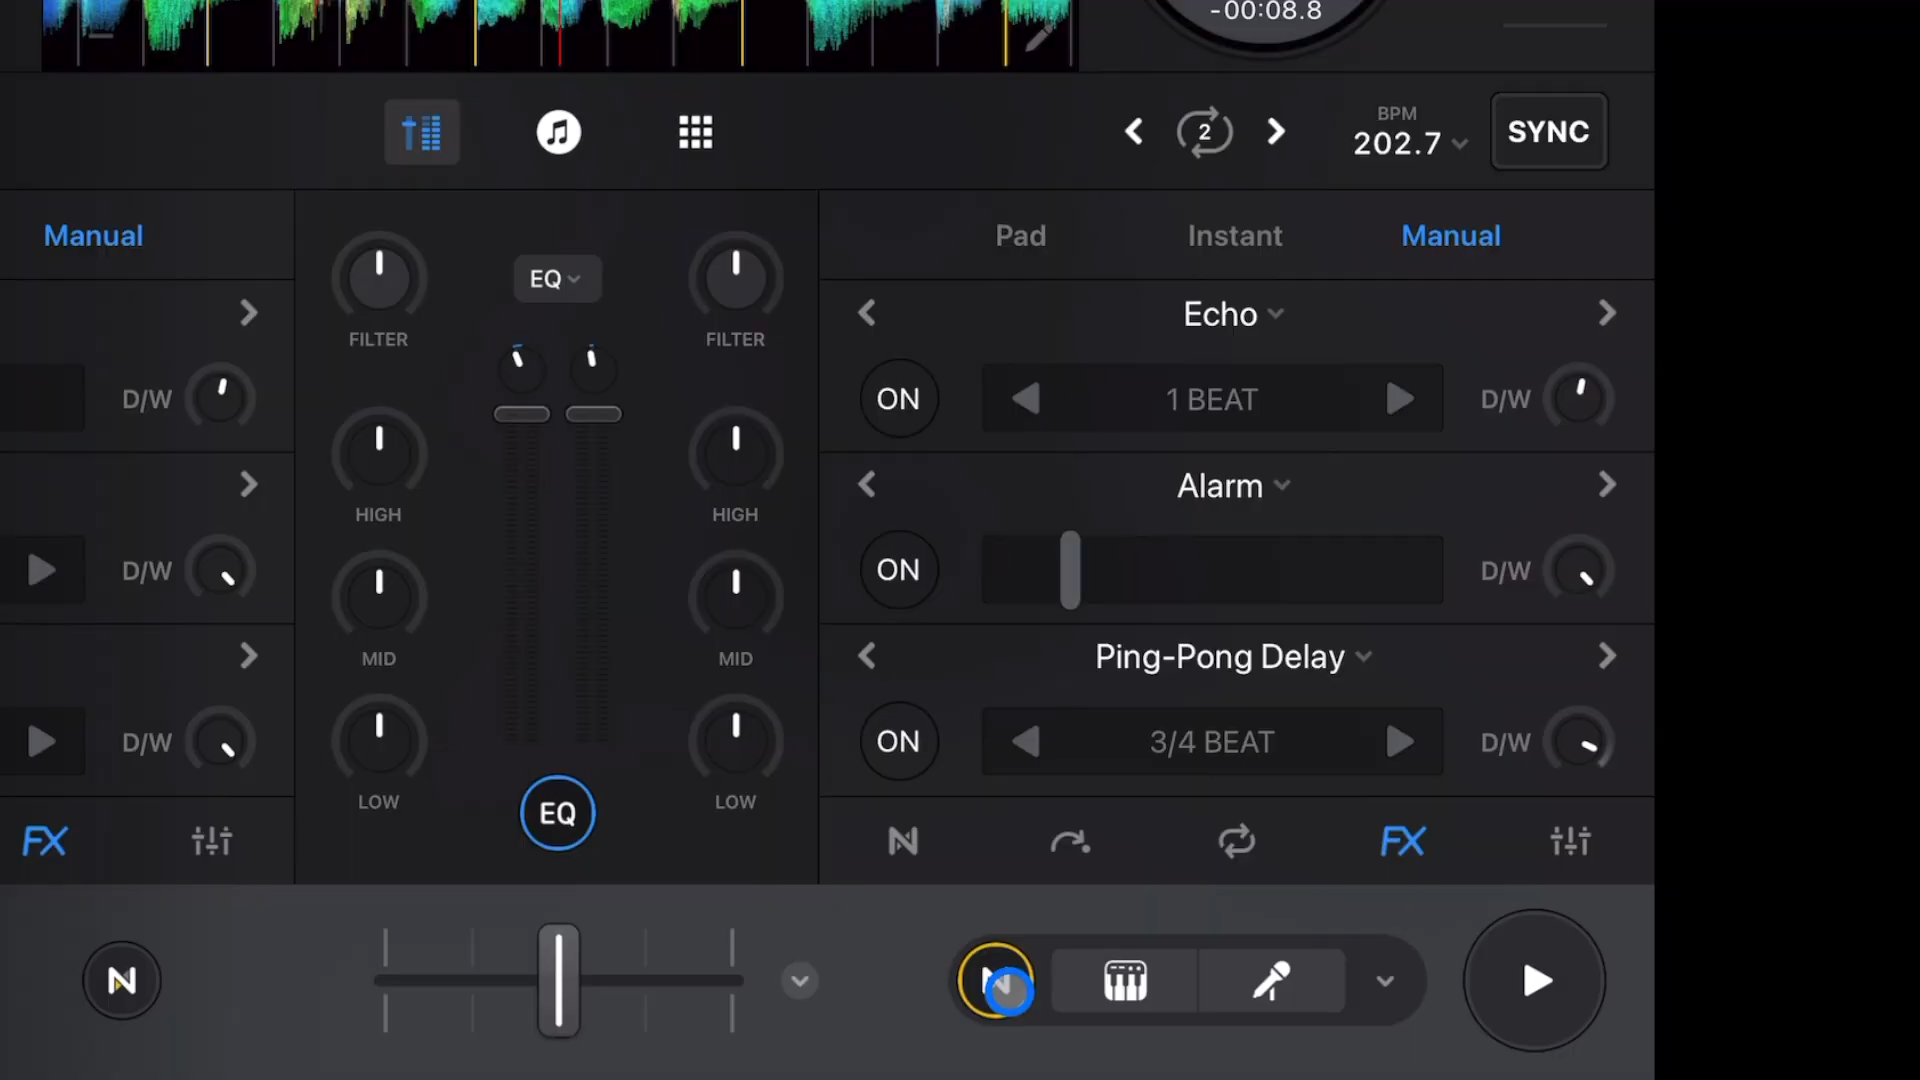 -00:08.8
2
BPM
202.7
SYNC
Manual
EQ
Pad
Instant
Manual
FILTER
FILTER
Echo
D/W
ON
1 BEAT
D/W
HIGH
HIGH
Alarm
D/W
ON
D/W
MID
MID
Ping-Pong Delay
D/W
ON
3/4 BEAT
D/W
LOW
LOW
EQ
FX
FX